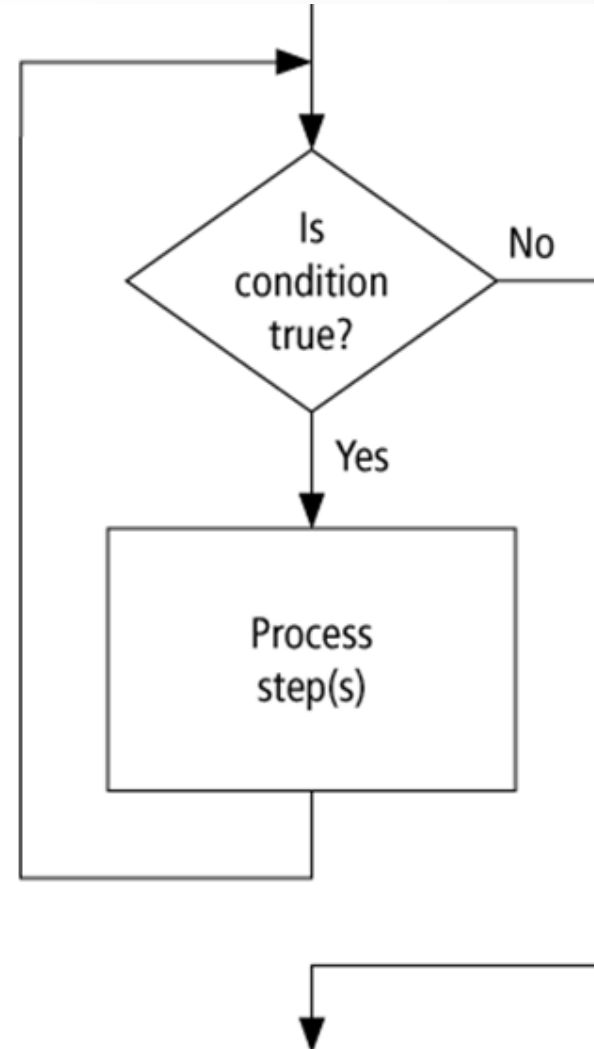 Is
condition
true?
No
Yes
Process
step(s)